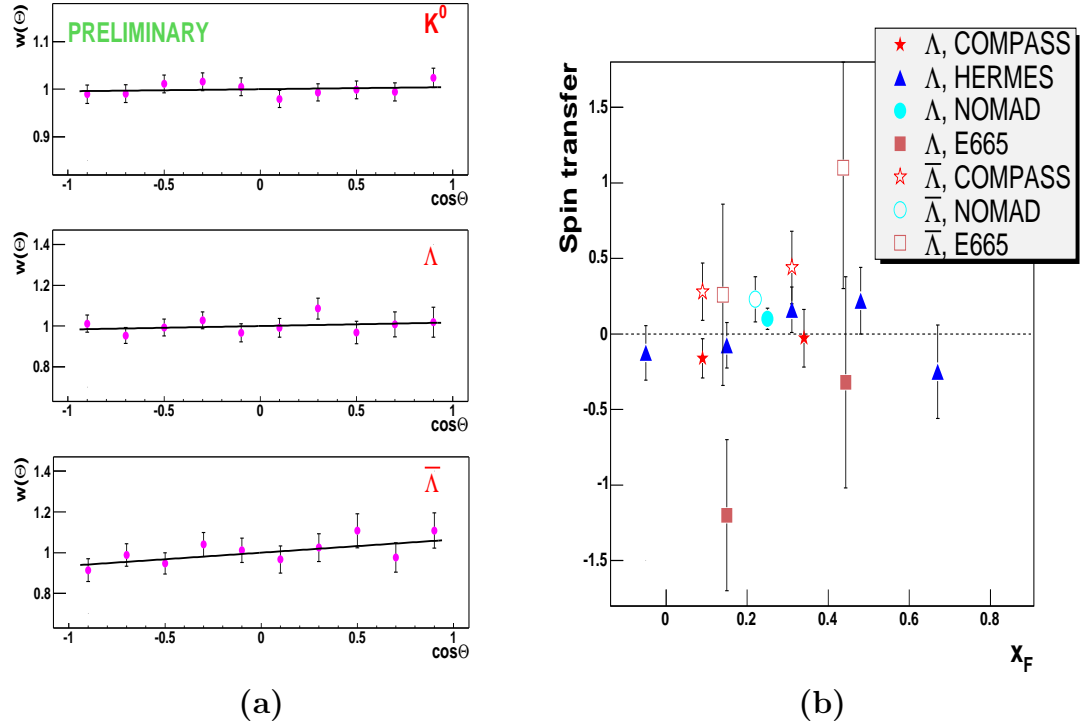 w(Θ)
PRELIMINARY
K⁰
1.1
1
0.9
-1 -0.5 0 0.5 1
cosΘ
w(Θ)
Λ
1.4
1.2
1
0.8
-1 -0.5 0 0.5 1
cosΘ
w(Θ)
Λ̅
1.4
1.2
1
0.8
-1 -0.5 0 0.5 1
cosΘ
(a)
Spin transfer
1.5
1
0.5
0
-0.5
-1
-1.5
0 0.2 0.4 0.6 0.8
x_F
Λ, COMPASS
Λ, HERMES
Λ, NOMAD
Λ, E665
Λ̅, COMPASS
Λ̅, NOMAD
Λ̅, E665
(b)